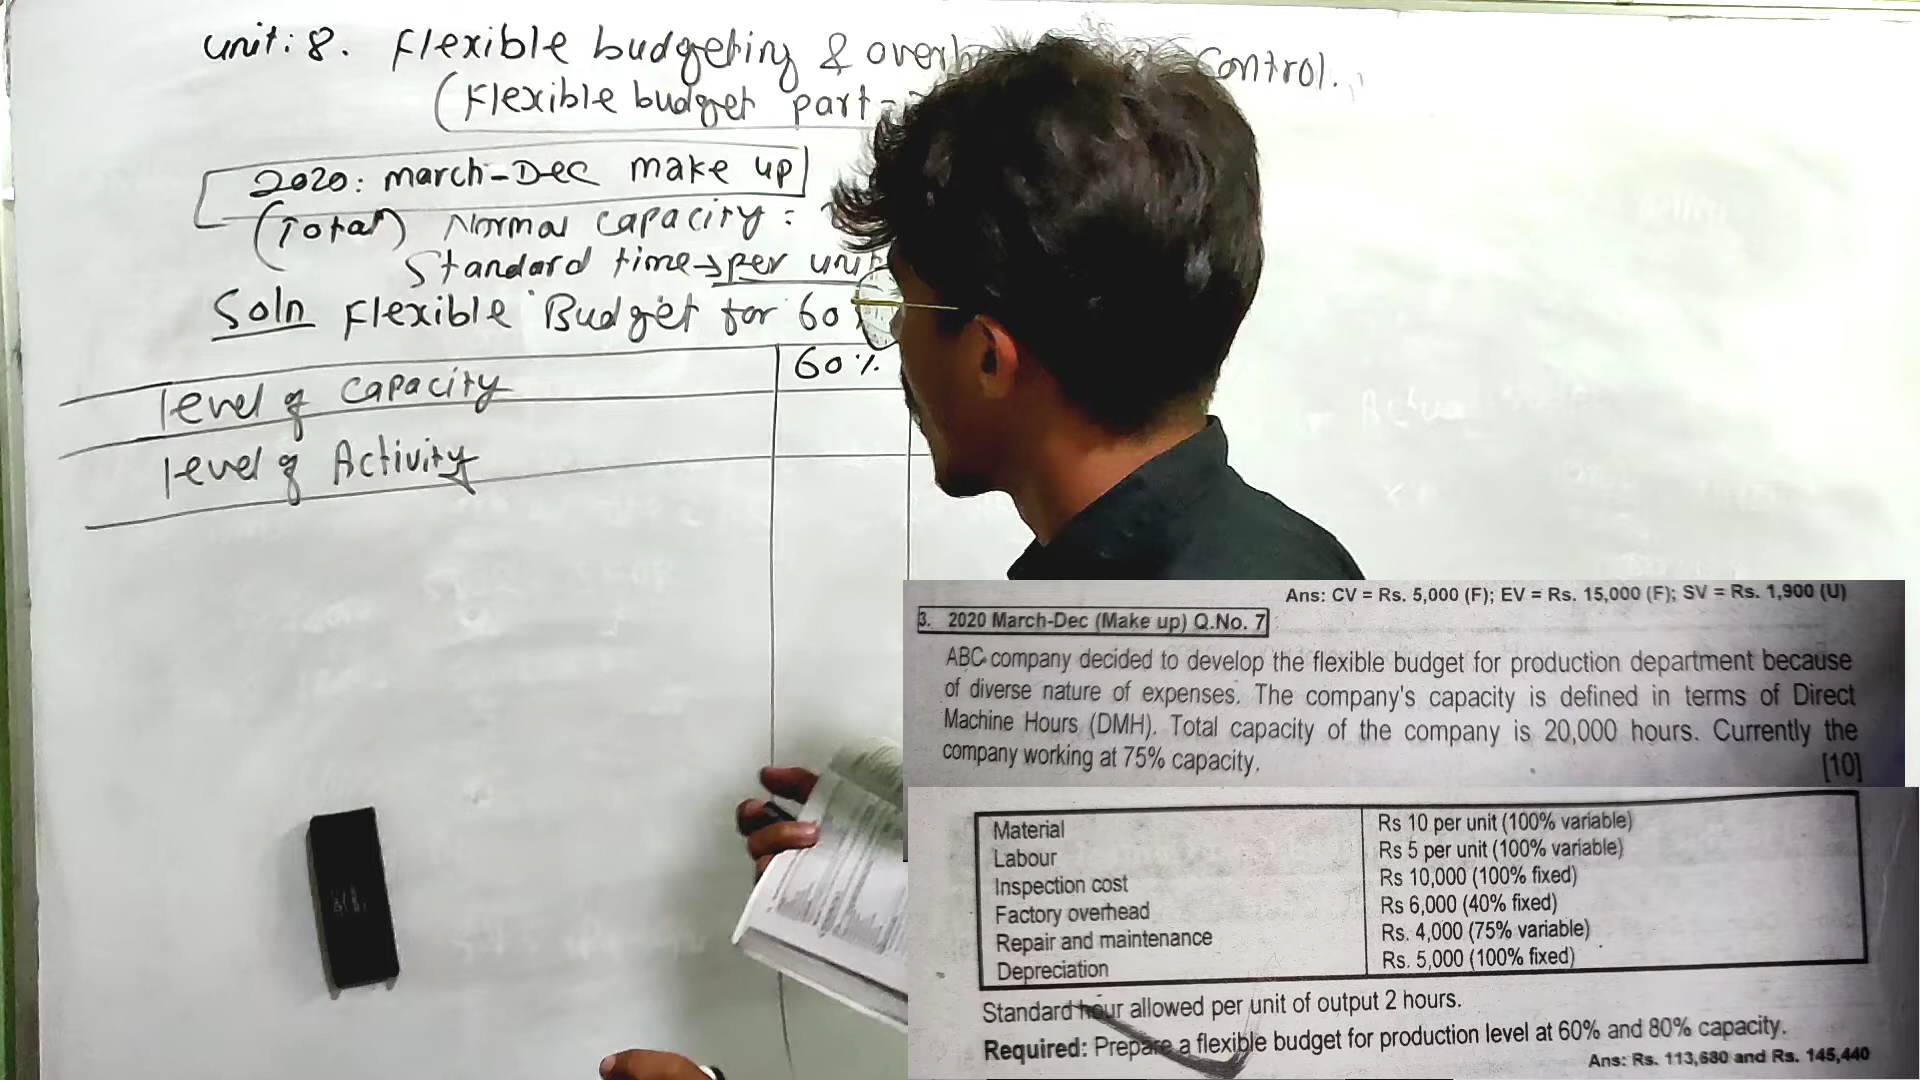 unit: 8. Flexible budgeting & overh Control.
(Flexible budget part-
2020: march-Dec make up
(Total) Normal capacity:
Standard time→per unit
Soln Flexible Budget for 60
level of capacity 60%
level of Activity
Ans: CV = Rs. 5,000 (F); EV = Rs. 15,000 (F); SV = Rs. 1,900 (U)
3. 2020 March-Dec (Make up) Q.No. 7
ABC company decided to develop the flexible budget for production department because
of diverse nature of expenses. The company's capacity is defined in terms of Direct
Machine Hours (DMH). Total capacity of the company is 20,000 hours. Currently the
company working at 75% capacity. [10]
Material Rs 10 per unit (100% variable)
Labour Rs 5 per unit (100% variable)
Inspection cost Rs 10,000 (100% fixed)
Factory overhead Rs 6,000 (40% fixed)
Repair and maintenance Rs. 4,000 (75% variable)
Depreciation Rs. 5,000 (100% fixed)
Standard hour allowed per unit of output 2 hours.
Required: Prepare a flexible budget for production level at 60% and 80% capacity.
Ans: Rs. 113,680 and Rs. 145,440